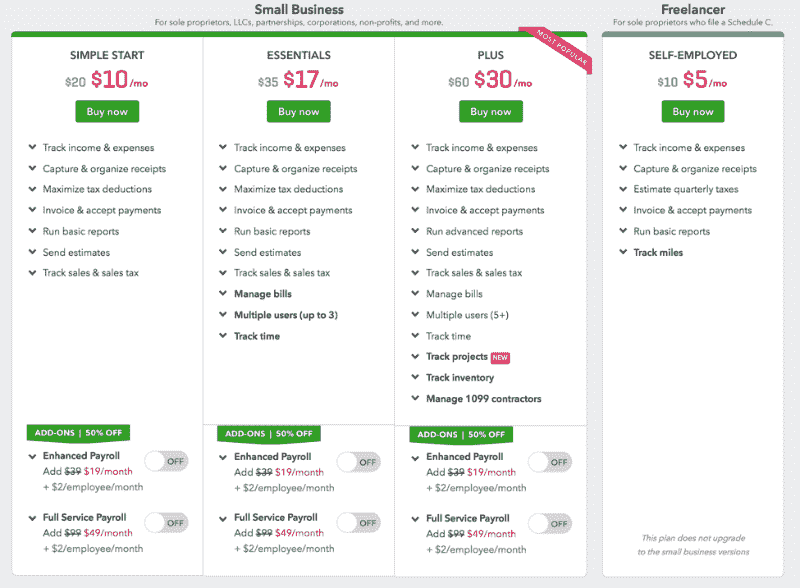 Small Business
For sole proprietors, LLCs, partnerships, corporations, non-profits, and more.
SIMPLE START
$20 $10/mo
Buy now
Track income & expenses
Capture & organize receipts
Maximize tax deductions
Invoice & accept payments
Run basic reports
Send estimates
Track sales & sales tax
ADD-ONS | 50% OFF
Enhanced Payroll
Add $39 $19/month
+ $2/employee/month
OFF
Full Service Payroll
Add $99 $49/month
+ $2/employee/month
OFF
ESSENTIALS
$35 $17/mo
Buy now
Track income & expenses
Capture & organize receipts
Maximize tax deductions
Invoice & accept payments
Run basic reports
Send estimates
Track sales & sales tax
Manage bills
Multiple users (up to 3)
Track time
ADD-ONS | 50% OFF
Enhanced Payroll
Add $39 $19/month
+ $2/employee/month
OFF
Full Service Payroll
Add $99 $49/month
+ $2/employee/month
OFF
MOST POPULAR
PLUS
$60 $30/mo
Buy now
Track income & expenses
Capture & organize receipts
Maximize tax deductions
Invoice & accept payments
Run advanced reports
Send estimates
Track sales & sales tax
Manage bills
Multiple users (5+)
Track time
Track projects NEW
Track inventory
Manage 1099 contractors
ADD-ONS | 50% OFF
Enhanced Payroll
Add $39 $19/month
+ $2/employee/month
OFF
Full Service Payroll
Add $99 $49/month
+ $2/employee/month
OFF
Freelancer
For sole proprietors who file a Schedule C.
SELF-EMPLOYED
$10 $5/mo
Buy now
Track income & expenses
Capture & organize receipts
Estimate quarterly taxes
Invoice & accept payments
Run basic reports
Track miles
This plan does not upgrade
to the small business versions